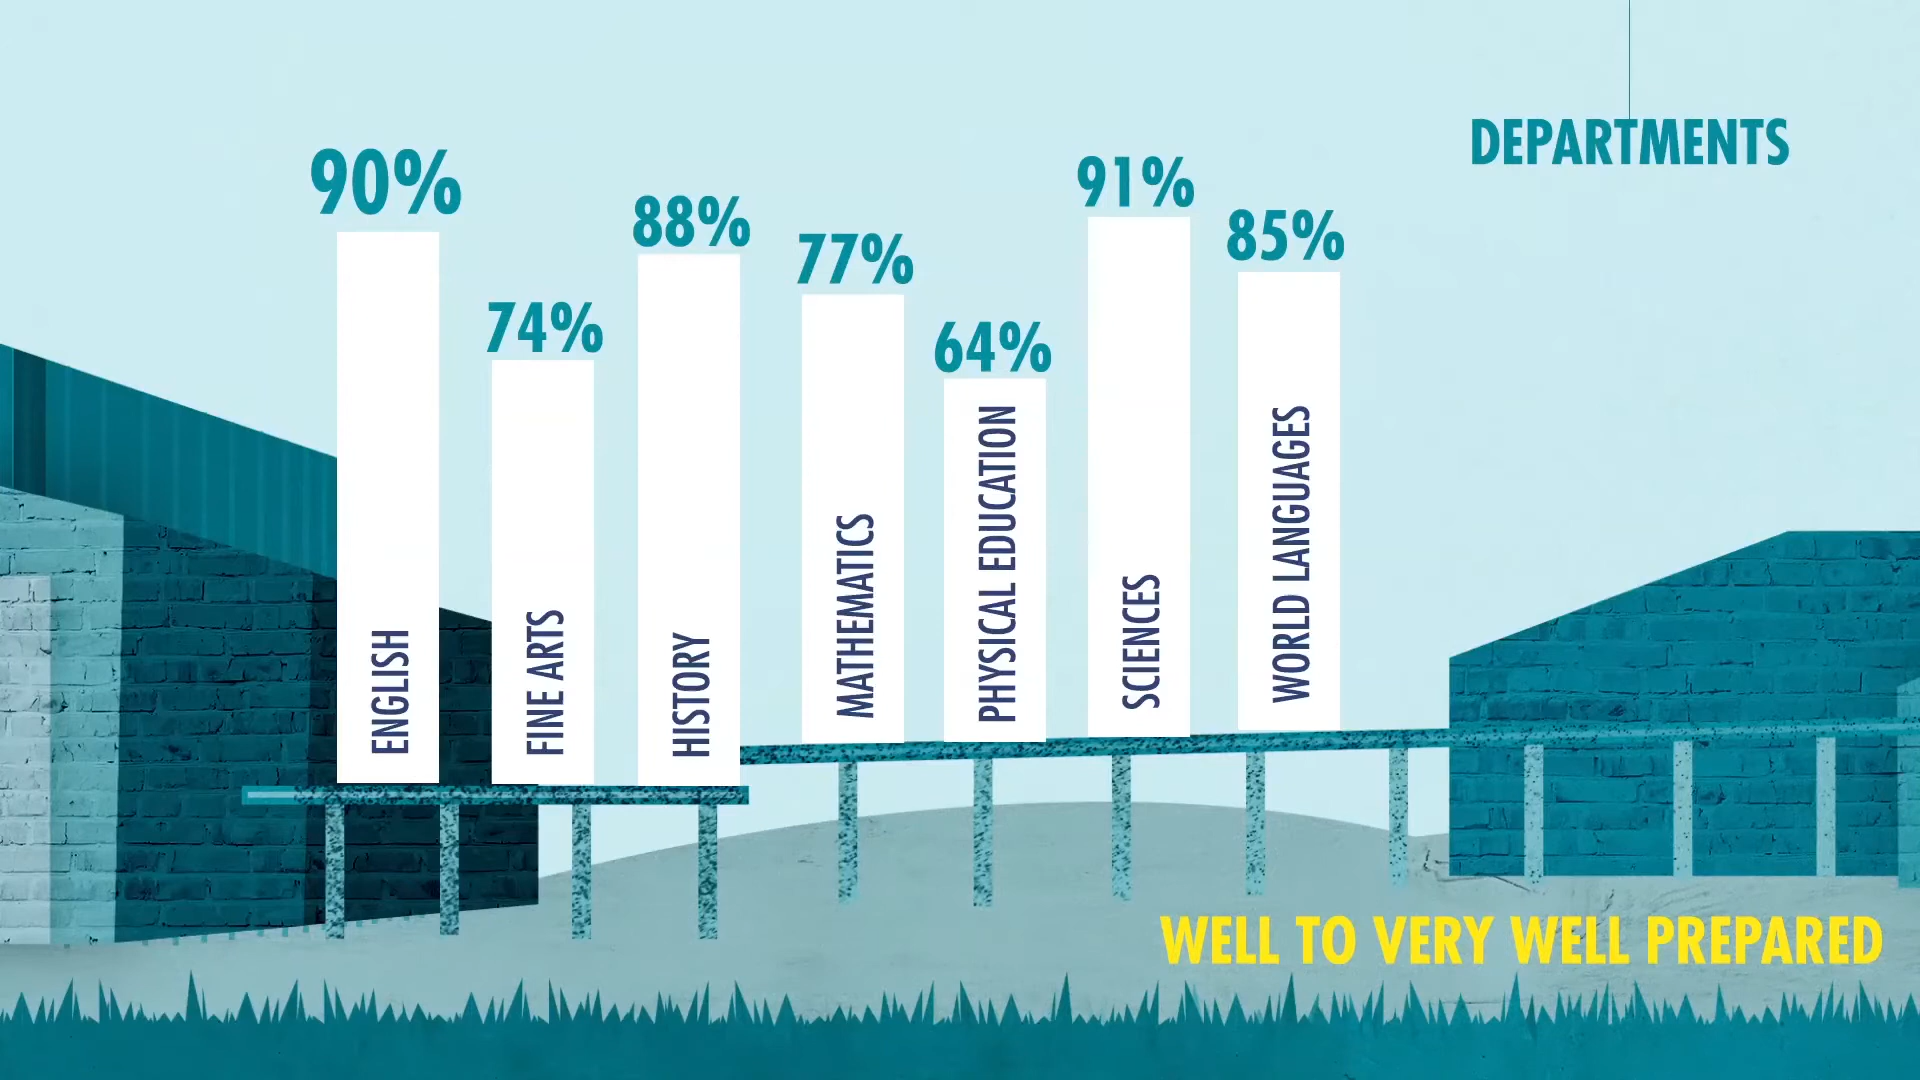 DEPARTMENTS
90%
74%
88%
77%
64%
91%
85%
ENGLISH
FINE ARTS
HISTORY
MATHEMATICS
PHYSICAL EDUCATION
SCIENCES
WORLD LANGUAGES
WELL TO VERY WELL PREPARED